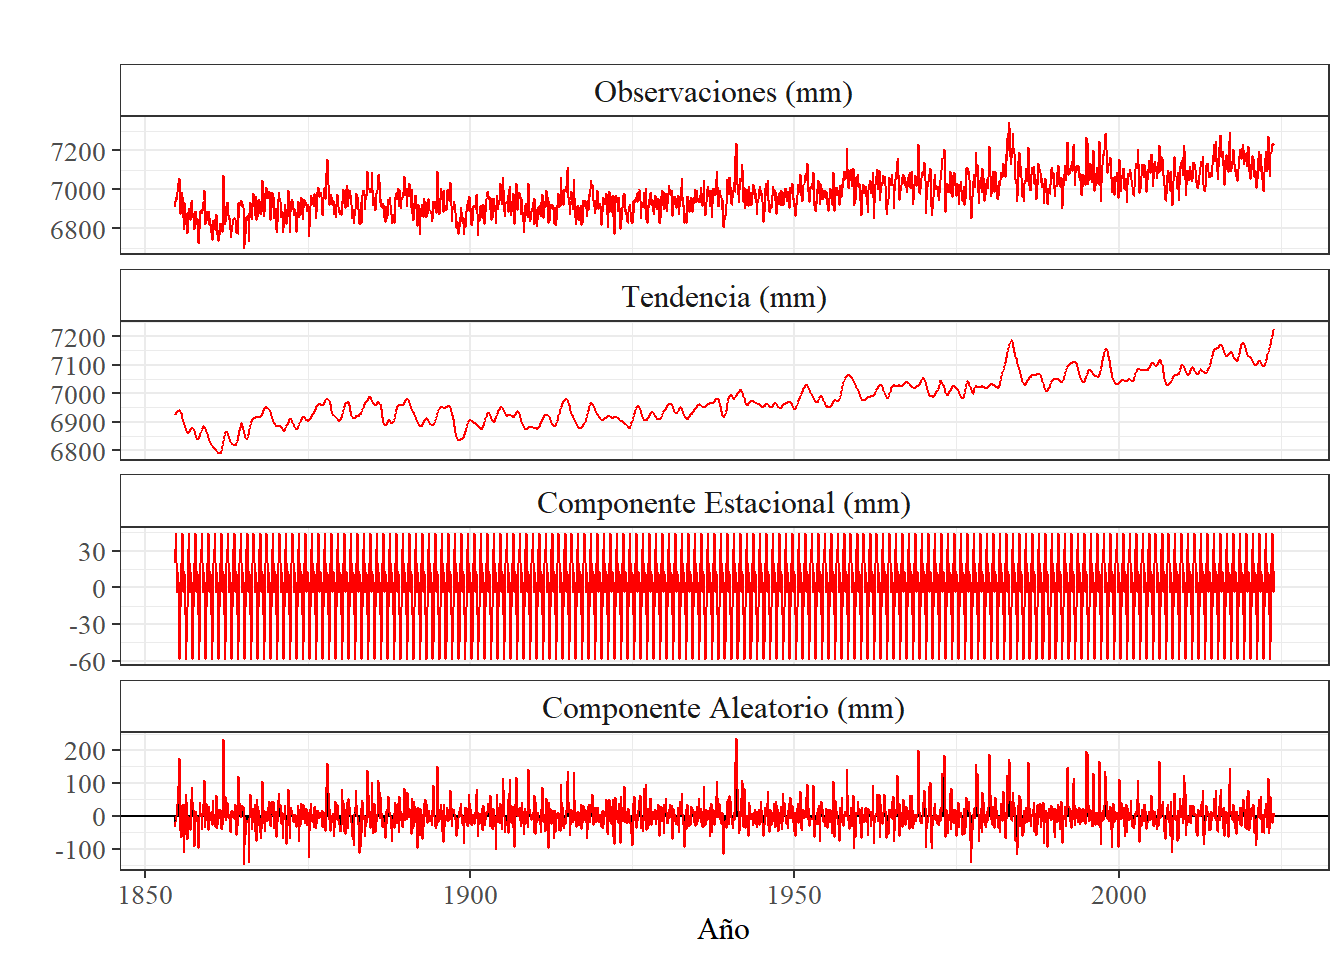 Observaciones (mm)
7200
7000
6800
Tendencia (mm)
7200
7100
7000
6900
6800
Componente Estacional (mm)
30
0
-30
-60
Componente Aleatorio (mm)
200
100
0
-100
1850 1900 1950 2000
Año